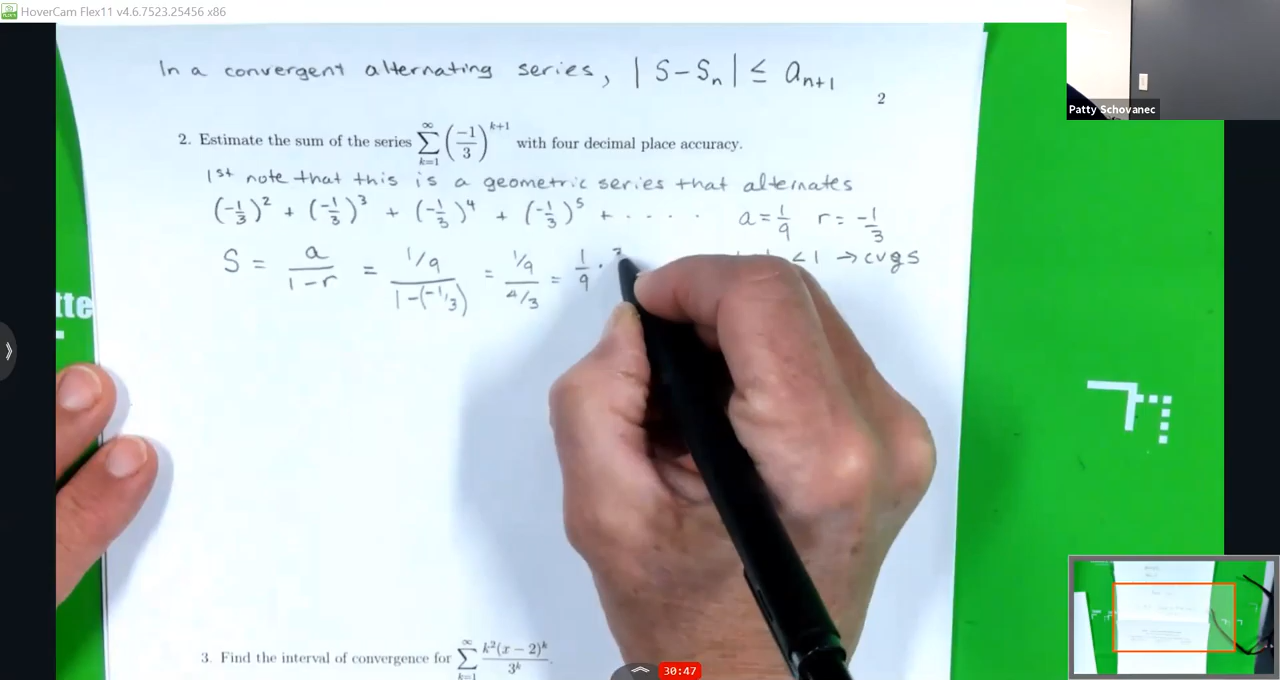 HoverCam Flex11 v4.6.7523.25456 x86
In a convergent alternating series, |S-Sₙ| ≤ aₙ₊₁
2
Patty Schovanec
2. Estimate the sum of the series ∑_{k=1}^{∞} (-1/3)^{k+1} with four decimal place accuracy.
1st note that this is a geometric series that alternates
(-1/3)² + (-1/3)³ + (-1/3)⁴ + (-1/3)⁵ + ..... a = 1/9 r = -1/3
S = a/(1-r) = (1/9)/(1-(-1/3)) = (1/9)/(4/3) = 1/9 · < 1 → cvgs
tte
3. Find the interval of convergence for ∑_{k=1}^{∞} k²(x − 2)^k/3^k.
30:47